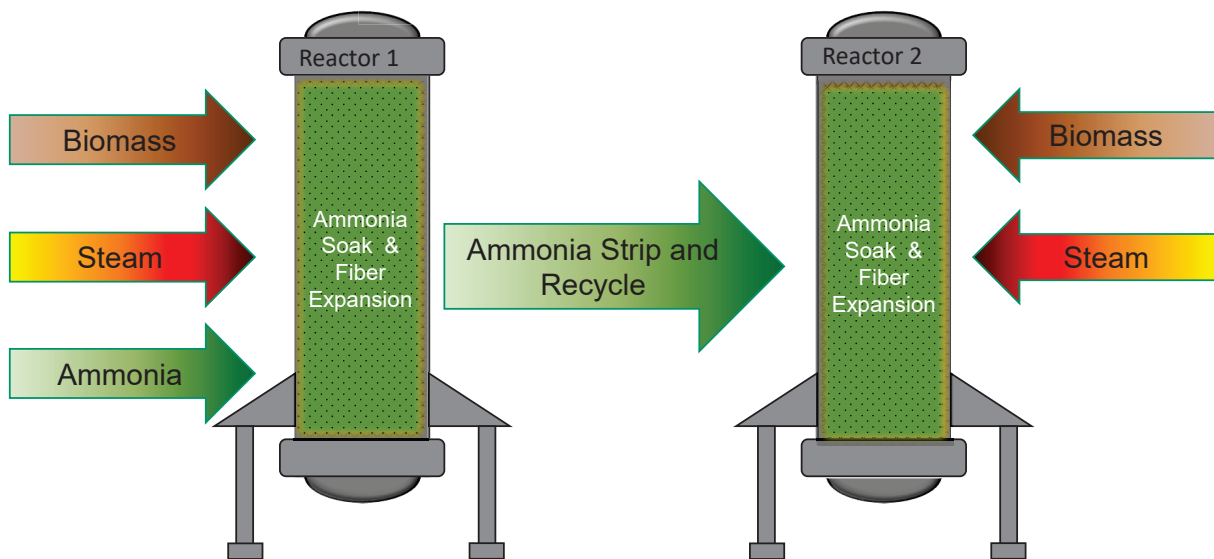 Reactor 1
Reactor 2
Biomass
Biomass
Ammonia
Soak & Fiber
Expansion
Ammonia Strip and
Recycle
Ammonia
Soak &
Fiber
Expansion
Steam
Steam
Ammonia